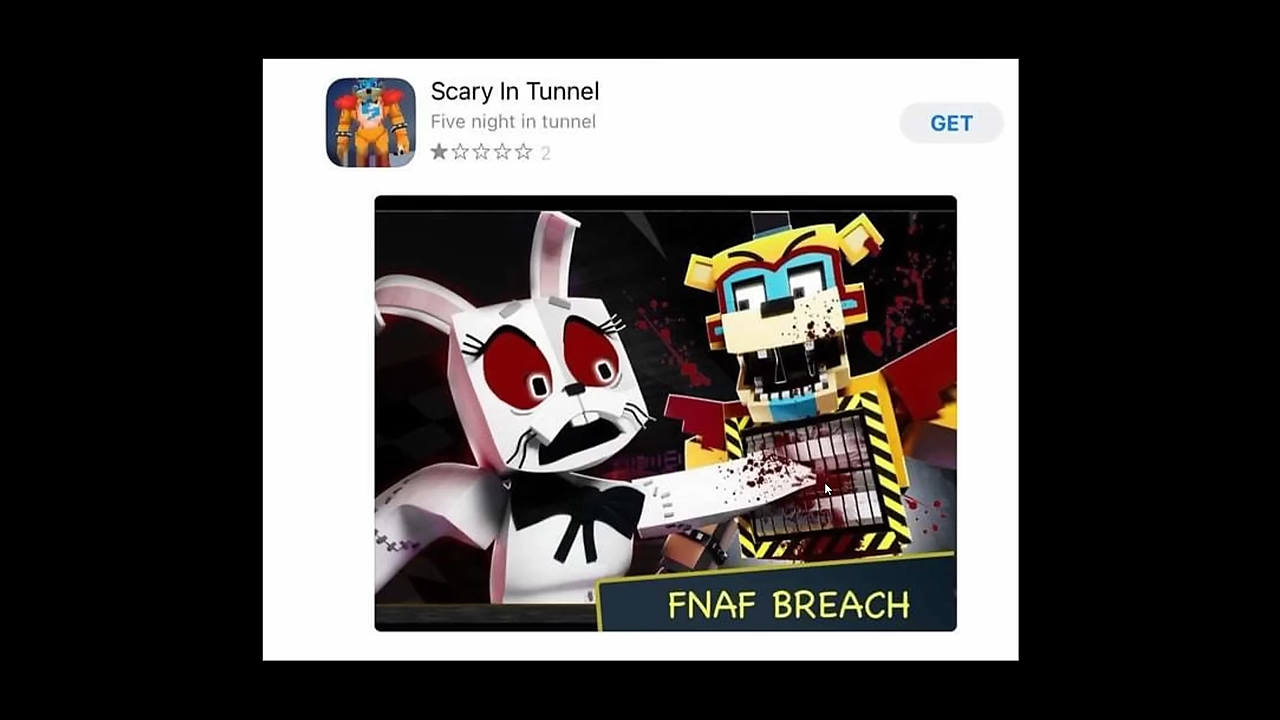 Scary In Tunnel
Five night in tunnel
2
GET
FNAF BREACH